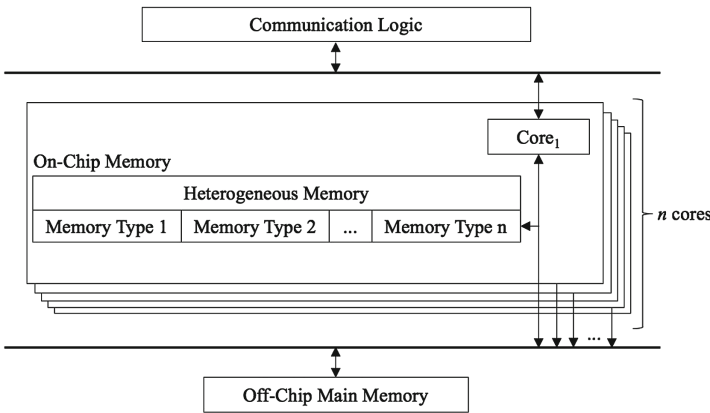 Communication Logic
Core₁
On-Chip Memory
Heterogeneous Memory
Memory Type 1 Memory Type 2 ... Memory Type n
n cores
...
Off-Chip Main Memory